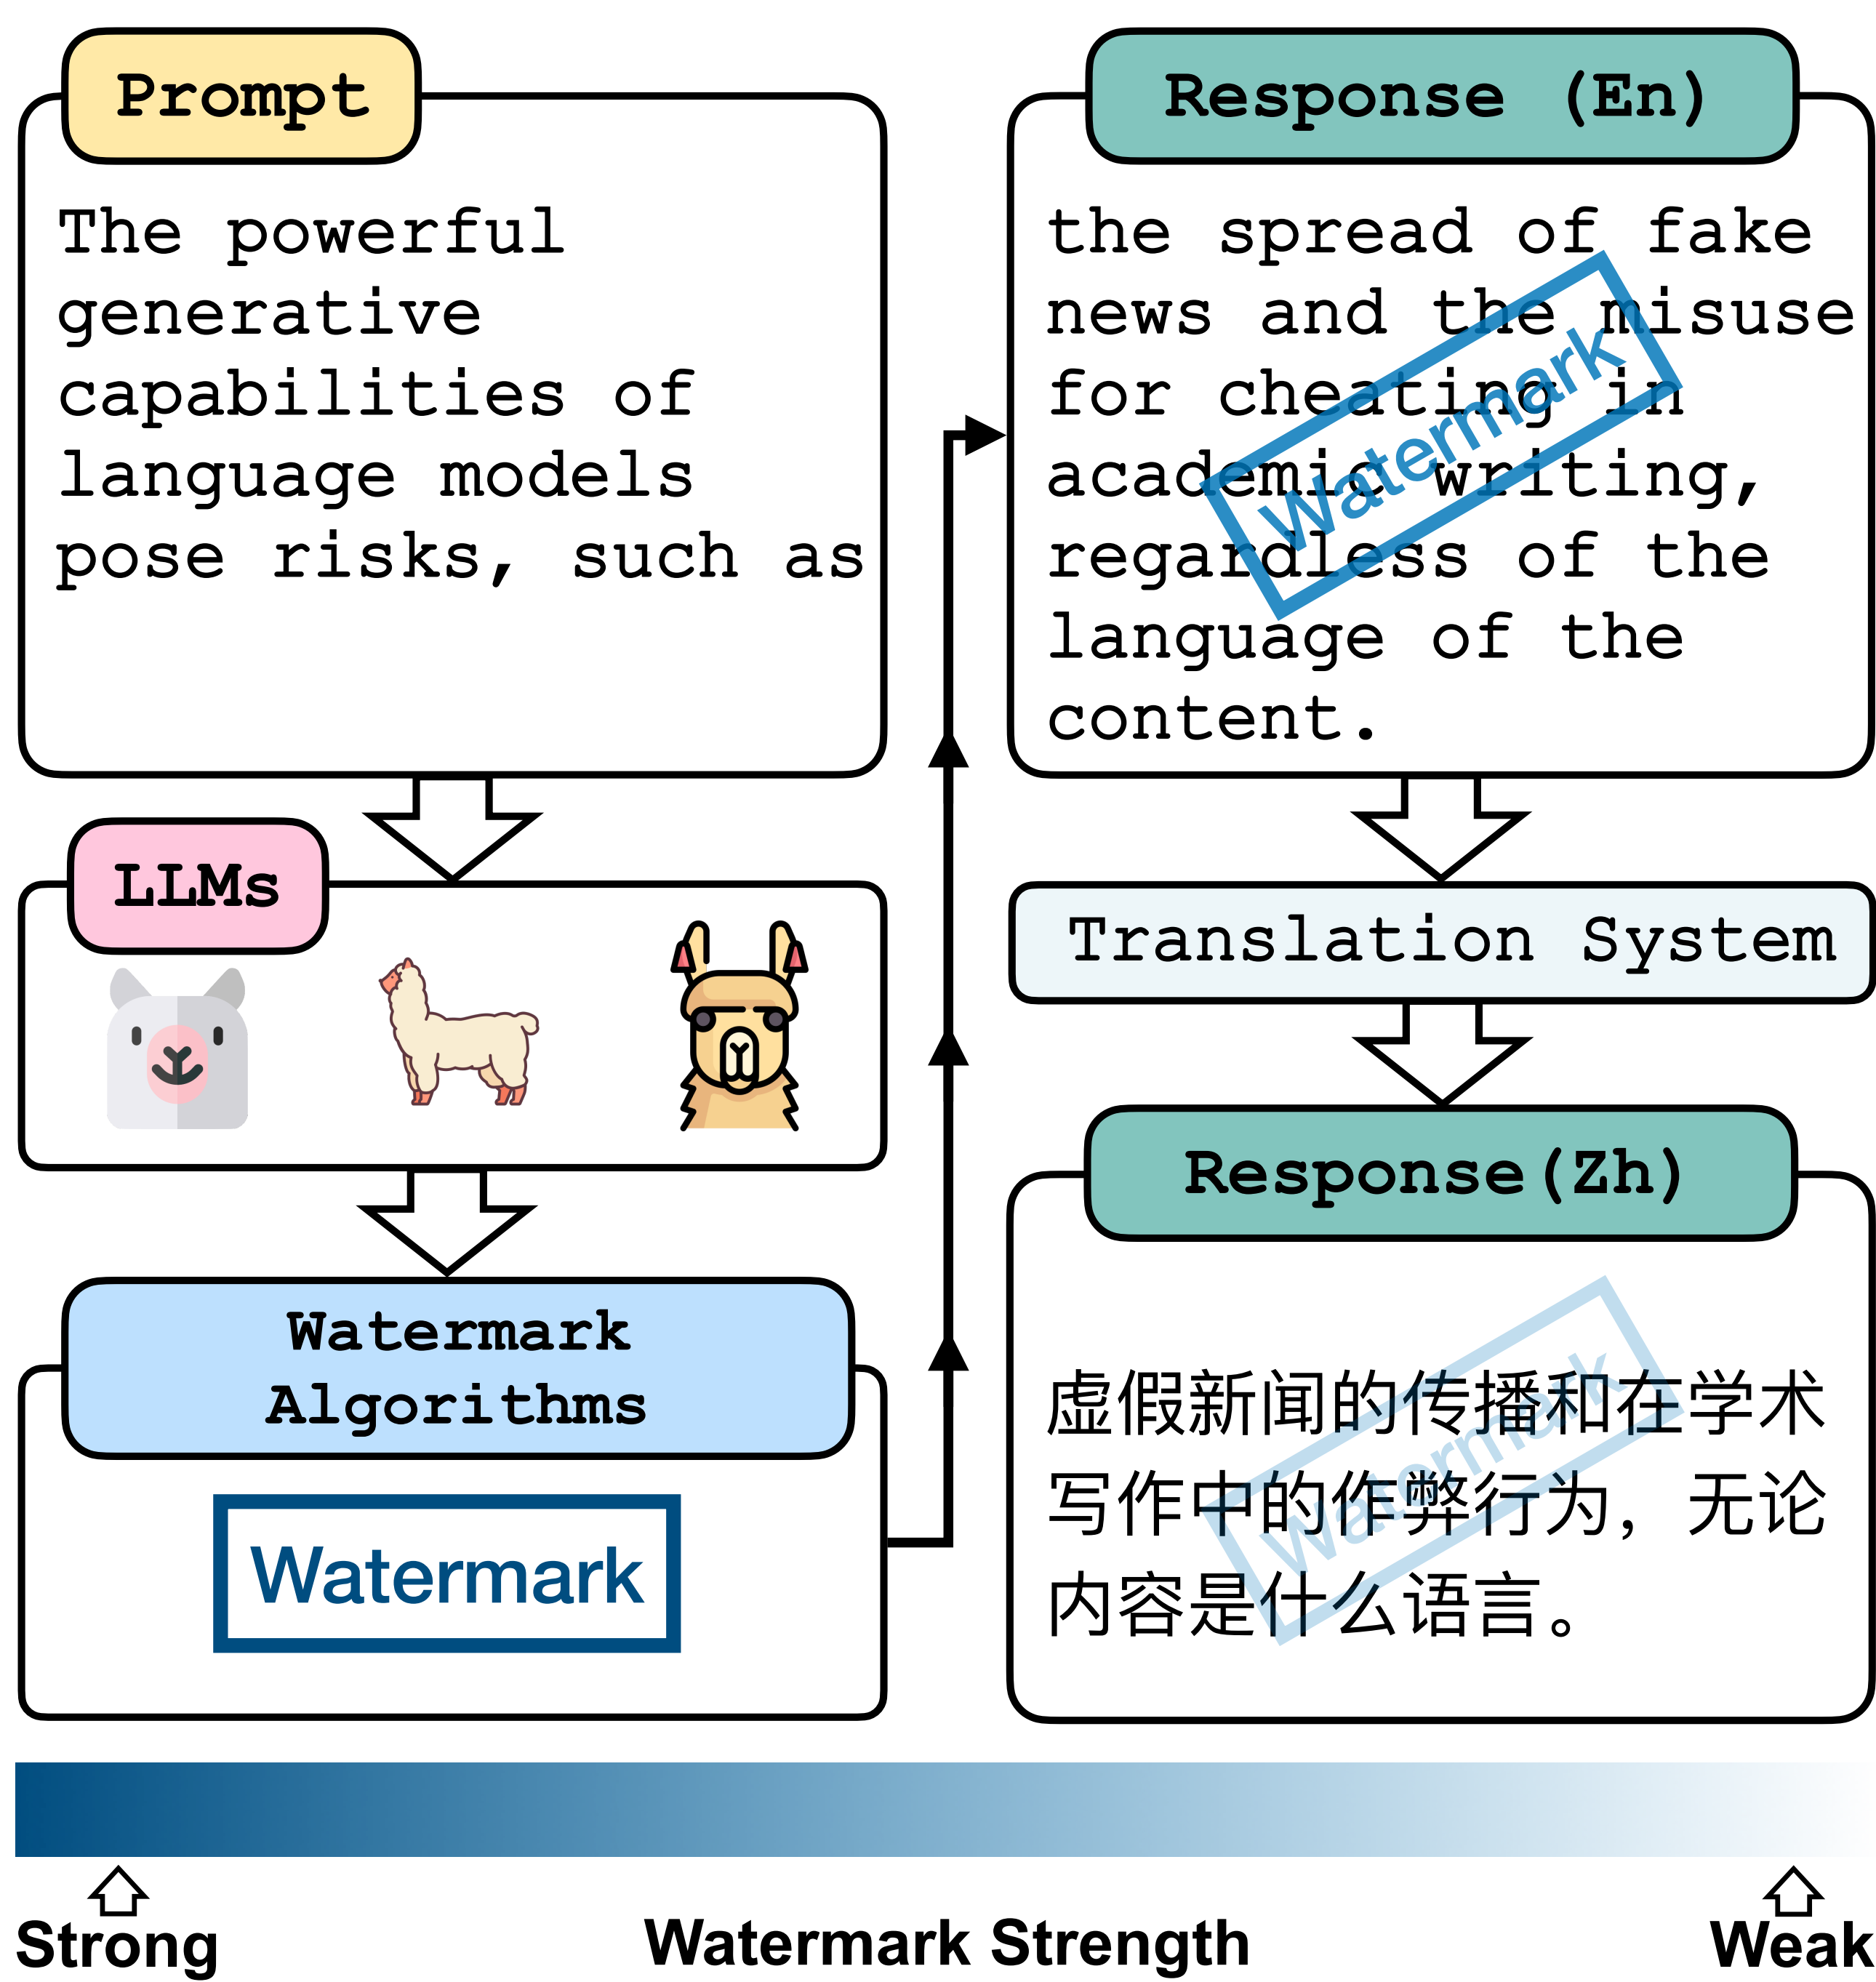 Prompt
The powerful
generative
capabilities of
language models
pose risks, such as
LLMs
Watermark
Algorithms
Watermark
Response (En)
the spread of fake
news and the misuse
for cheating in
academic writing,
regardless of the
language of the
content.
Watermark
Translation System
Response(Zh)
虚假新闻的传播和在学术
写作中的作弊行为，无论
内容是什么语言。
Watermark
Strong
Watermark Strength
Weak